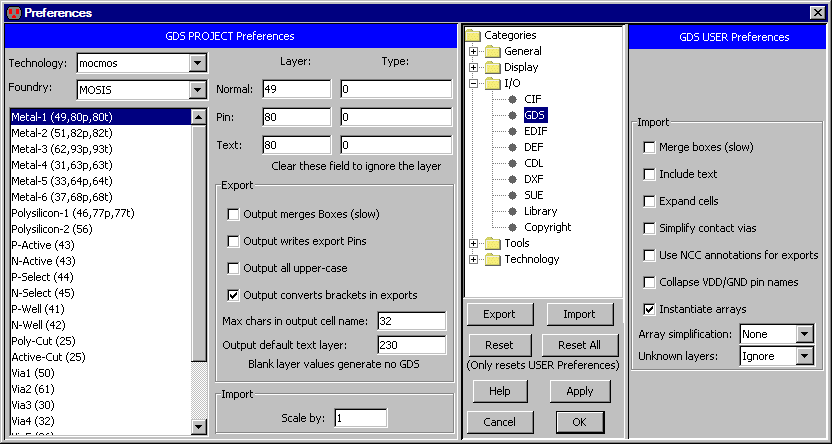 Preferences
GDS PROJECT Preferences
Technology: mocmos
Foundry: MOSIS
Metal-1 (49,80p,80t)
Metal-2 (51,82p,82t)
Metal-3 (62,93p,93t)
Metal-4 (31,63p,63t)
Metal-5 (33,64p,64t)
Metal-6 (37,68p,68t)
Polysilicon-1 (46,77p,77t)
Polysilicon-2 (56)
P-Active (43)
N-Active (43)
P-Select (44)
N-Select (45)
P-Well (41)
N-Well (42)
Poly-Cut (25)
Active-Cut (25)
Via1 (50)
Via2 (61)
Via3 (30)
Via4 (32)
Layer: Type:
Normal: 49 0
Pin: 80 0
Text: 80 0
Clear these field to ignore the layer
Export
Output merges Boxes (slow)
Output writes export Pins
Output all upper-case
Output converts brackets in exports
Max chars in output cell name: 32
Output default text layer: 230
Blank layer values generate no GDS
Import
Scale by: 1
Categories
General
Display
I/O
CIF
GDS
EDIF
DEF
CDL
DXF
SUE
Library
Copyright
Tools
Technology
Export Import
Reset Reset All
(Only resets USER Preferences)
Help Apply
Cancel OK
GDS USER Preferences
Import
Merge boxes (slow)
Include text
Expand cells
Simplify contact vias
Use NCC annotations for exports
Collapse VDD/GND pin names
Instantiate arrays
Array simplification: None
Unknown layers: Ignore